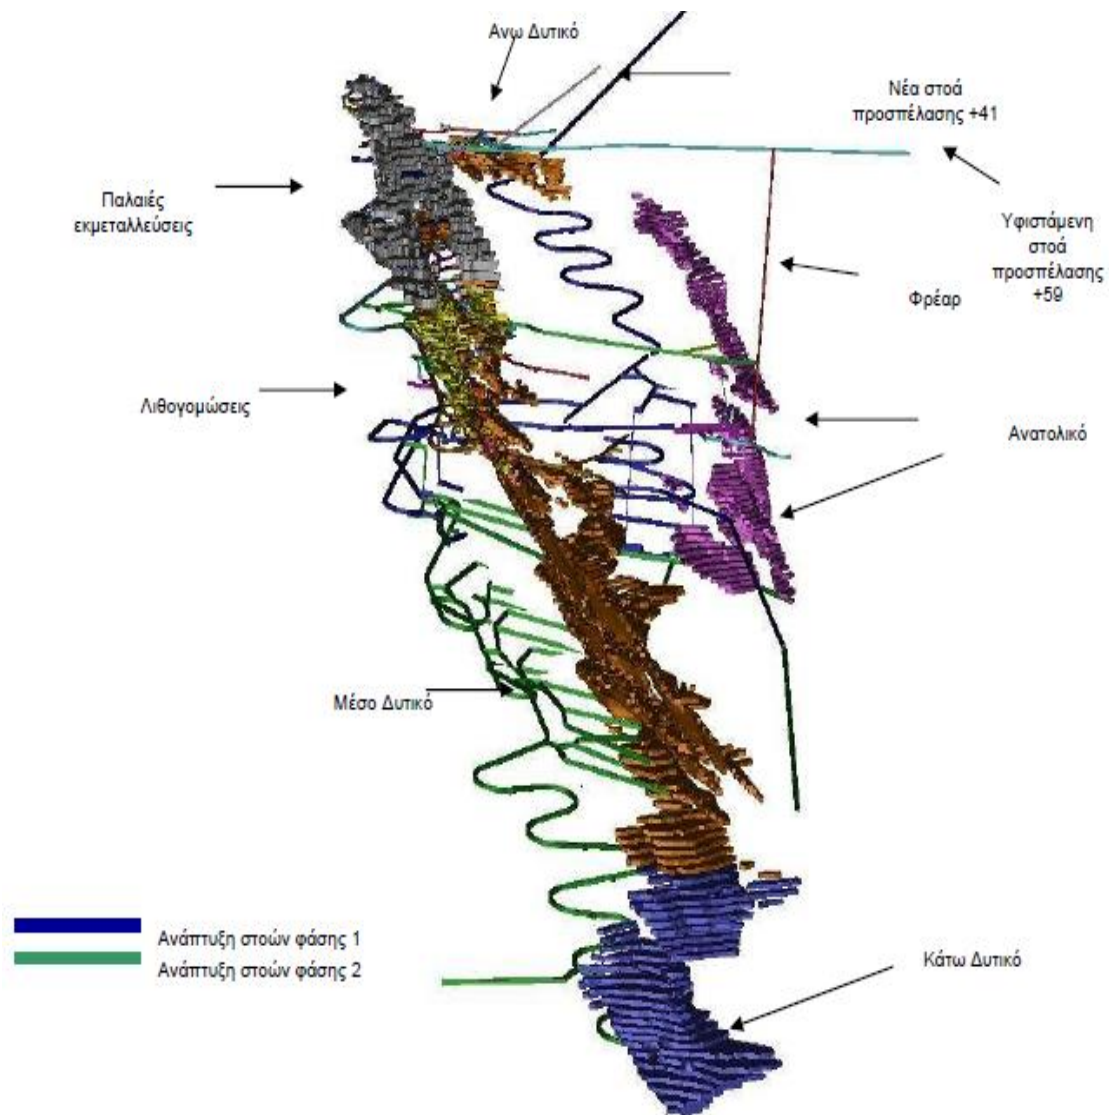 Ανω Δυτικό
Νέα στοά
προσπέλασης +41
Παλαιές
εκμεταλλεύσεις
Υφιστάμενη
στοά
προσπέλασης
+59
Φρέαρ
Λιθογομώσεις
Ανατολικό
Μέσο Δυτικό
Ανάπτυξη στοών φάσης 1
Ανάπτυξη στοών φάσης 2
Κάτω Δυτικό